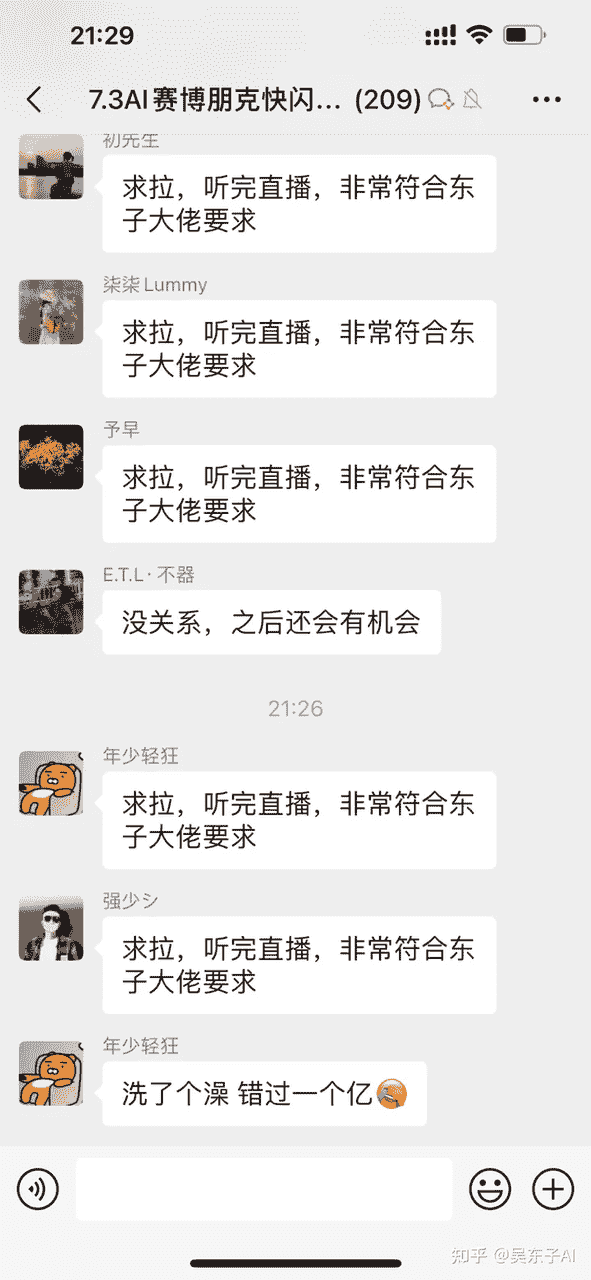 21:29
7.3AI赛博朋克快闪... (209)
初先生
求拉，听完直播，非常符合东
子大佬要求
柒柒Lummy
求拉，听完直播，非常符合东
子大佬要求
予早
求拉，听完直播，非常符合东
子大佬要求
E.T.L · 不器
没关系，之后还会有机会
21:26
年少轻狂
求拉，听完直播，非常符合东
子大佬要求
强少シ
求拉，听完直播，非常符合东
子大佬要求
年少轻狂
洗了个澡 错过一个亿
知乎 @吴东子AI